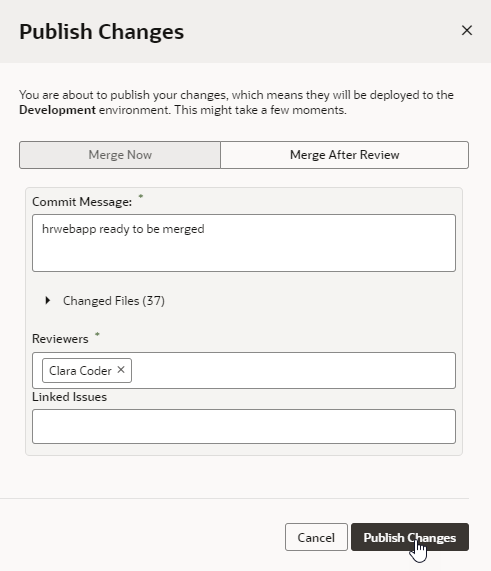 Publish Changes
You are about to publish your changes, which means they will be deployed to the
Development environment. This might take a few moments.
Merge Now
Merge After Review
Commit Message: *
hrwebapp ready to be merged
Changed Files (37)
Reviewers *
Clara Coder ×
Linked Issues
Cancel
Publish Changes